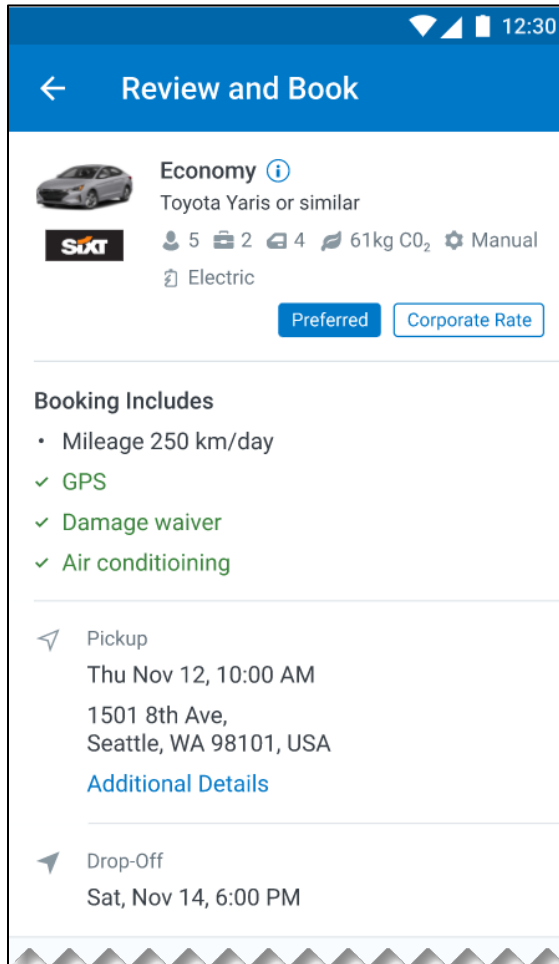 12:30
Review and Book
Economy
Toyota Yaris or similar
5 2 4 61kg C0₂ Manual
SIXT
Electric
Preferred Corporate Rate
Booking Includes
• Mileage 250 km/day
✓ GPS
✓ Damage waiver
✓ Air conditioining
Pickup
Thu Nov 12, 10:00 AM
1501 8th Ave,
Seattle, WA 98101, USA
Additional Details
Drop-Off
Sat, Nov 14, 6:00 PM